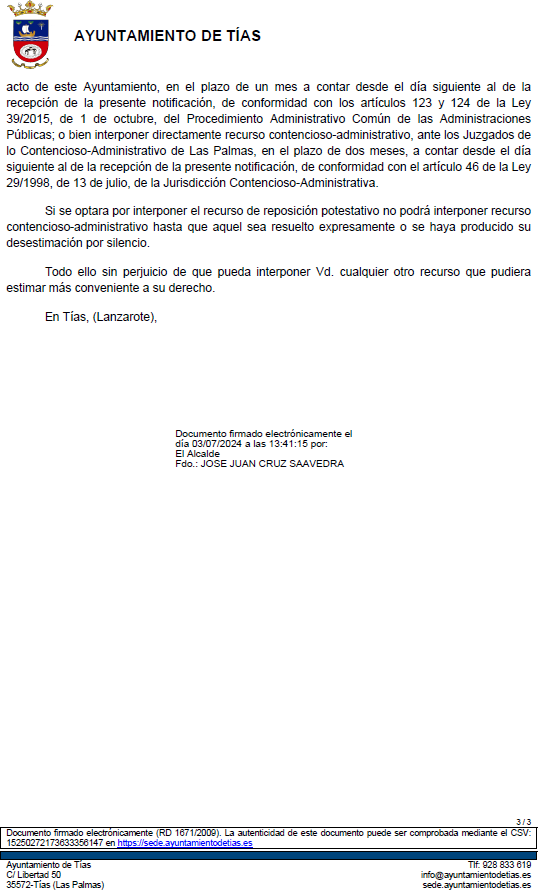 AYUNTAMIENTO DE TÍAS
acto de este Ayuntamiento, en el plazo de un mes a contar desde el día siguiente al de la
recepción de la presente notificación, de conformidad con los artículos 123 y 124 de la Ley
39/2015, de 1 de octubre, del Procedimiento Administrativo Común de las Administraciones
Públicas; o bien interponer directamente recurso contencioso-administrativo, ante los Juzgados de
lo Contencioso-Administrativo de Las Palmas, en el plazo de dos meses, a contar desde el día
siguiente al de la recepción de la presente notificación, de conformidad con el artículo 46 de la Ley
29/1998, de 13 de julio, de la Jurisdicción Contencioso-Administrativa.
Si se optara por interponer el recurso de reposición potestativo no podrá interponer recurso
contencioso-administrativo hasta que aquel sea resuelto expresamente o se haya producido su
desestimación por silencio.
Todo ello sin perjuicio de que pueda interponer Vd. cualquier otro recurso que pudiera
estimar más conveniente a su derecho.
En Tías, (Lanzarote),
Documento firmado electrónicamente el
día 03/07/2024 a las 13:41:15 por:
El Alcalde
Fdo.: JOSE JUAN CRUZ SAAVEDRA
3 / 3
Documento firmado electrónicamente (RD 1671/2009). La autenticidad de este documento puede ser comprobada mediante el CSV:
15250272173633356147 en https://sede.ayuntamientodetias.es
Ayuntamiento de Tías Tlf: 928 833 619
C/ Libertad 50 info@ayuntamientodetias.es
35572-Tías (Las Palmas) sede.ayuntamientodetias.es